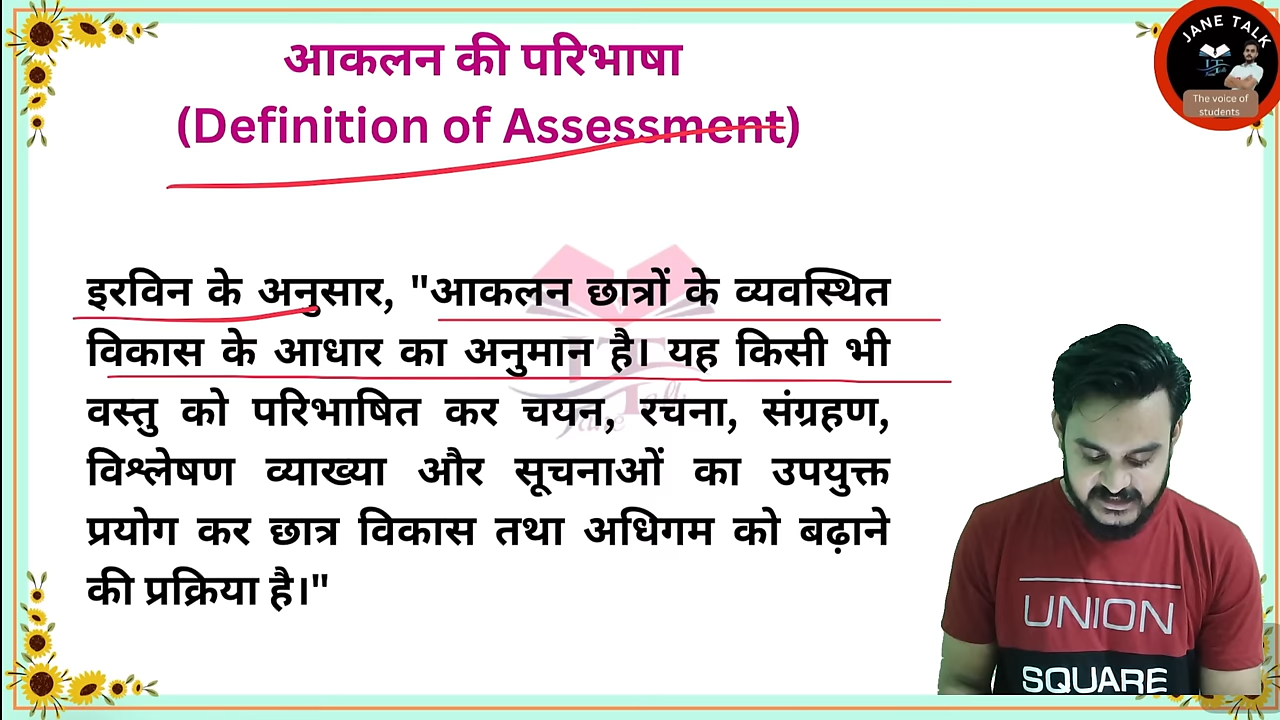 आकलन की परिभाषा
(Definition of Assessment)
इरविन के अनुसार, "आकलन छात्रों के व्यवस्थित
विकास के आधार का अनुमान है। यह किसी भी
वस्तु को परिभाषित कर चयन, रचना, संग्रहण,
विश्लेषण व्याख्या और सूचनाओं का उपयुक्त
प्रयोग कर छात्र विकास तथा अधिगम को बढ़ाने
की प्रक्रिया है।"
JANE TALK
The voice of
students
UNION
SQUARE